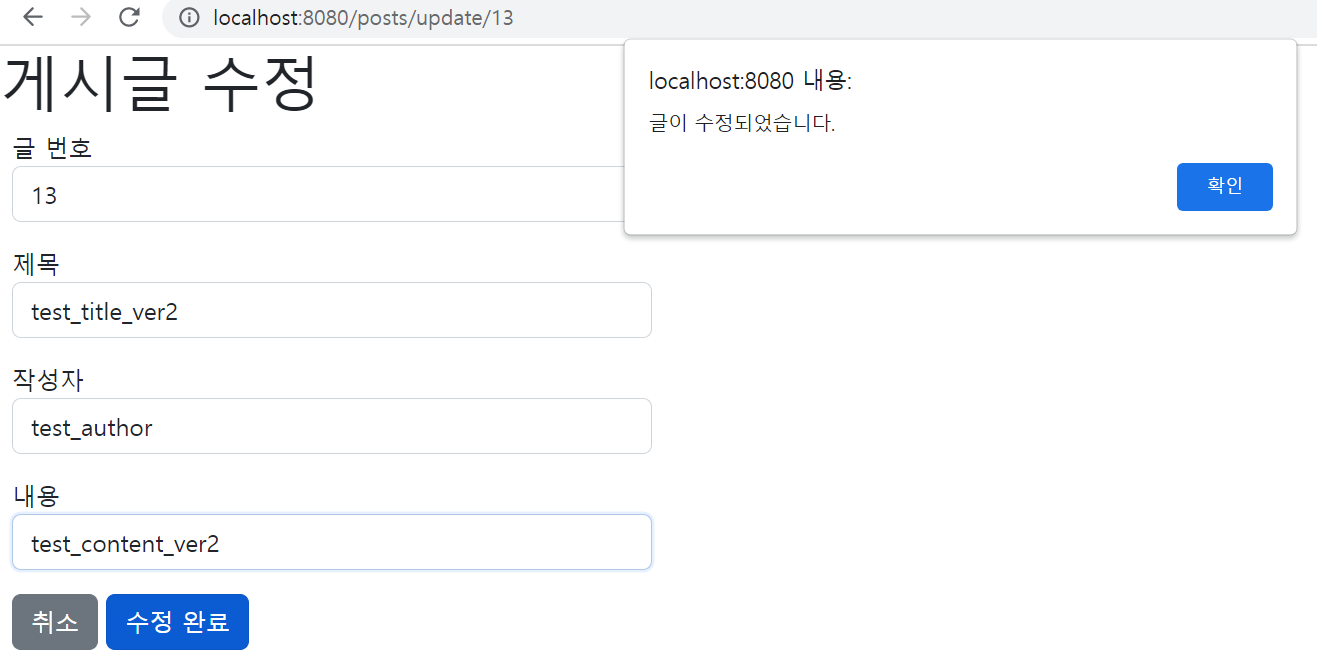 localhost:8080/posts/update/13
localhost:8080 내용:
글이 수정되었습니다.
확인
게시글 수정
글 번호
13
제목
test_title_ver2
작성자
test_author
내용
test_content_ver2
취소 수정 완료